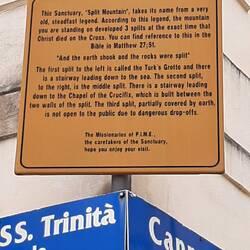 This Sanctuary, "Split Mountain", takes its name from a very
old, steadfast legend. According to this legend, the mountain
you are standing on developed 3 splits at the exact time that
Christ died on the Cross. You can find reference to this in the
Bible in Matthew 27;51.
"And the earth shook and the rocks were split"
The first split to the left is called the Turk's Grotto and there
is a stairway leading down to the sea. The second split,
to the right, is the middle split. There is a stairway leading
down to the Chapel of the Crucifix, which is built between the
two walls of the split. The third split, partially covered by earth,
is not open to the public due to dangerous drop-offs.
The Missionaries of P.I.M.E.,
the caretakers of the Sanctuary,
hope you enjoy your visit.
SS. Trinità